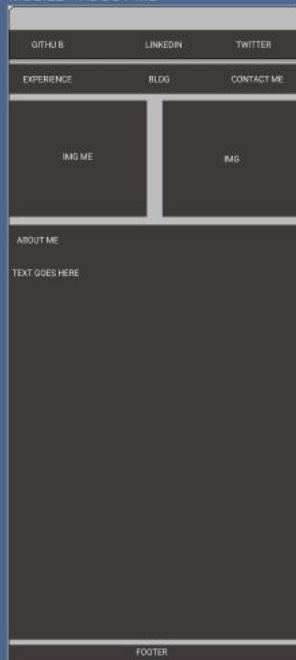 GITHU B LINKEDIN TWITTER
EXPERIENCE BLOG CONTACT ME
IMG ME IMG
ABOUT ME
TEXT GOES HERE
FOOTER